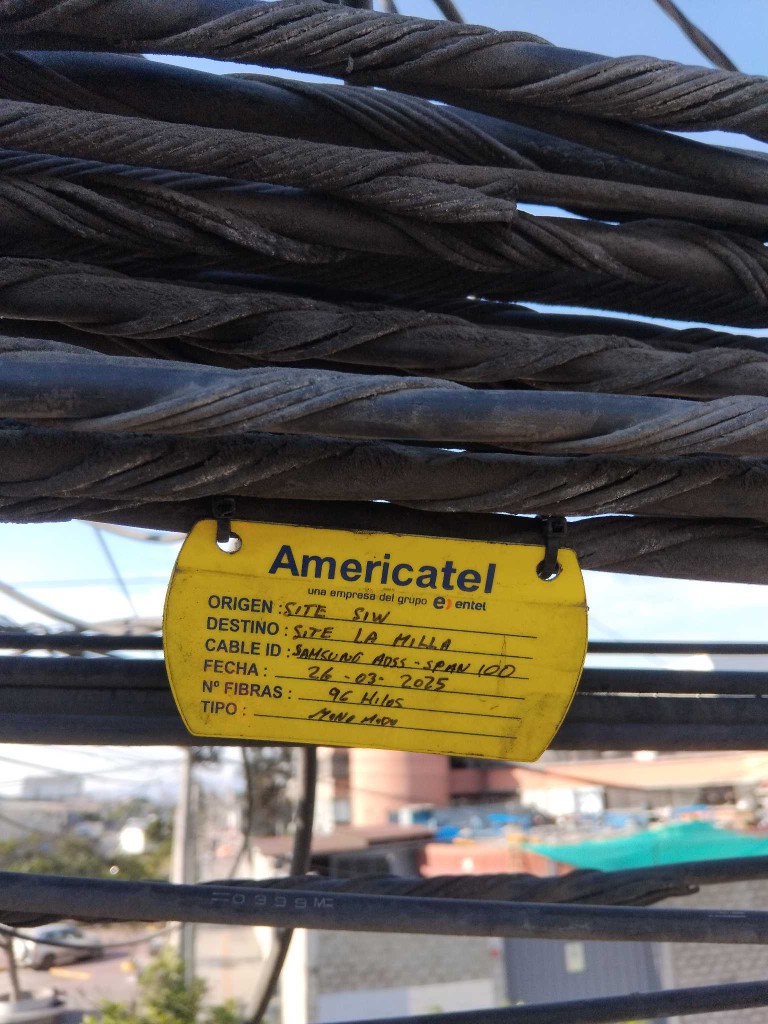 Americatel
una empresa del grupo e) entel
ORIGEN : SITE SIW
DESTINO : SITE LA MILLA
CABLE ID : SAMSUNG ADSS - SPAN 100
FECHA : 26 - 03 - 2025
Nº FIBRAS : 96 Hilos
TIPO : MONO MODO